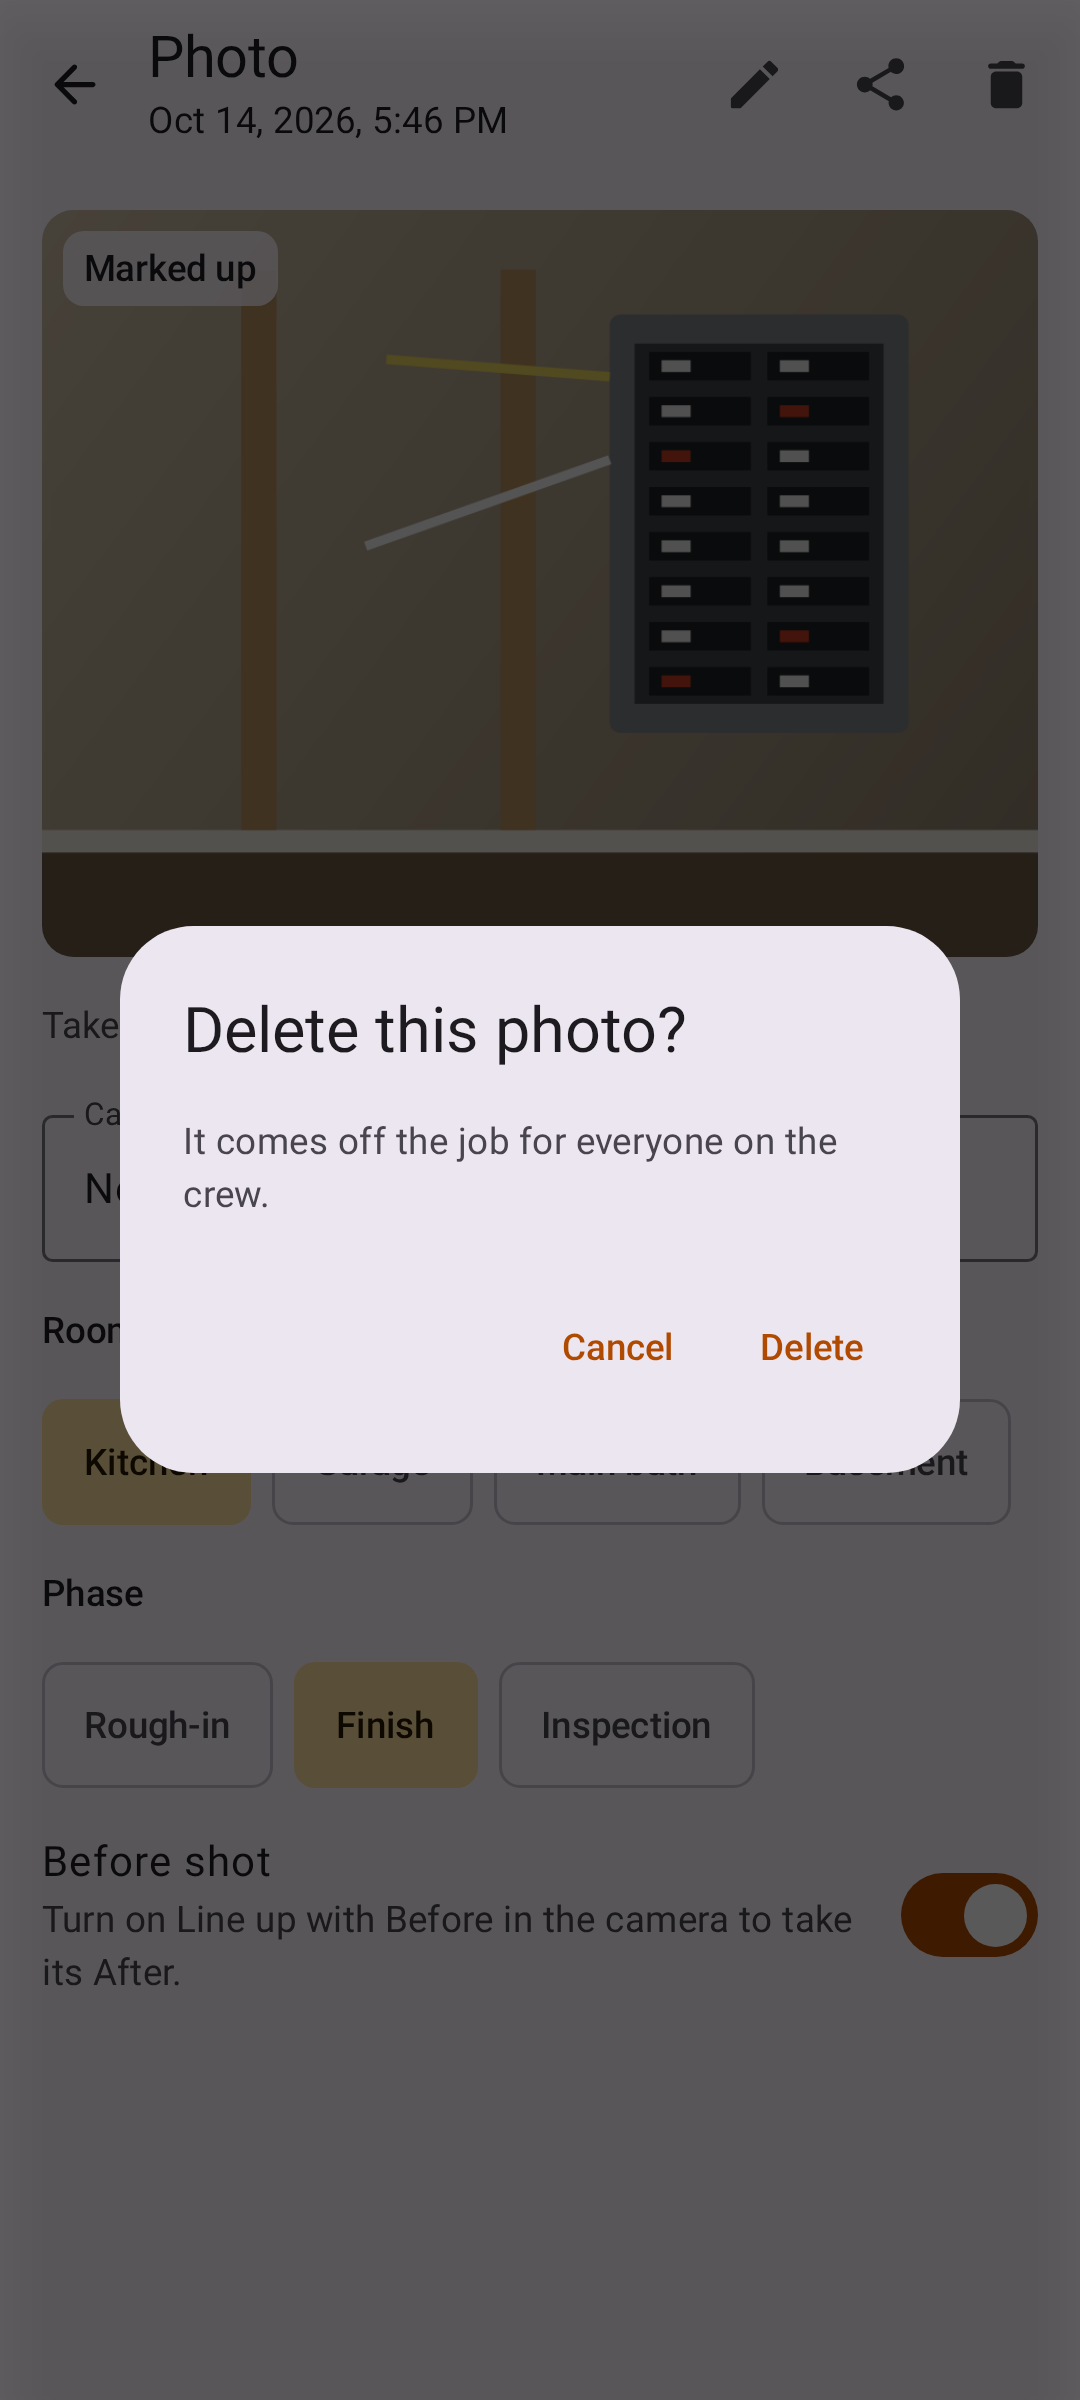 Photo
Oct 14, 2026, 5:46 PM
Marked up
Delete this photo?
It comes off the job for everyone on the
crew.
Cancel
Delete
Phase
Rough-in
Finish
Inspection
Before shot
Turn on Line up with Before in the camera to take
its After.